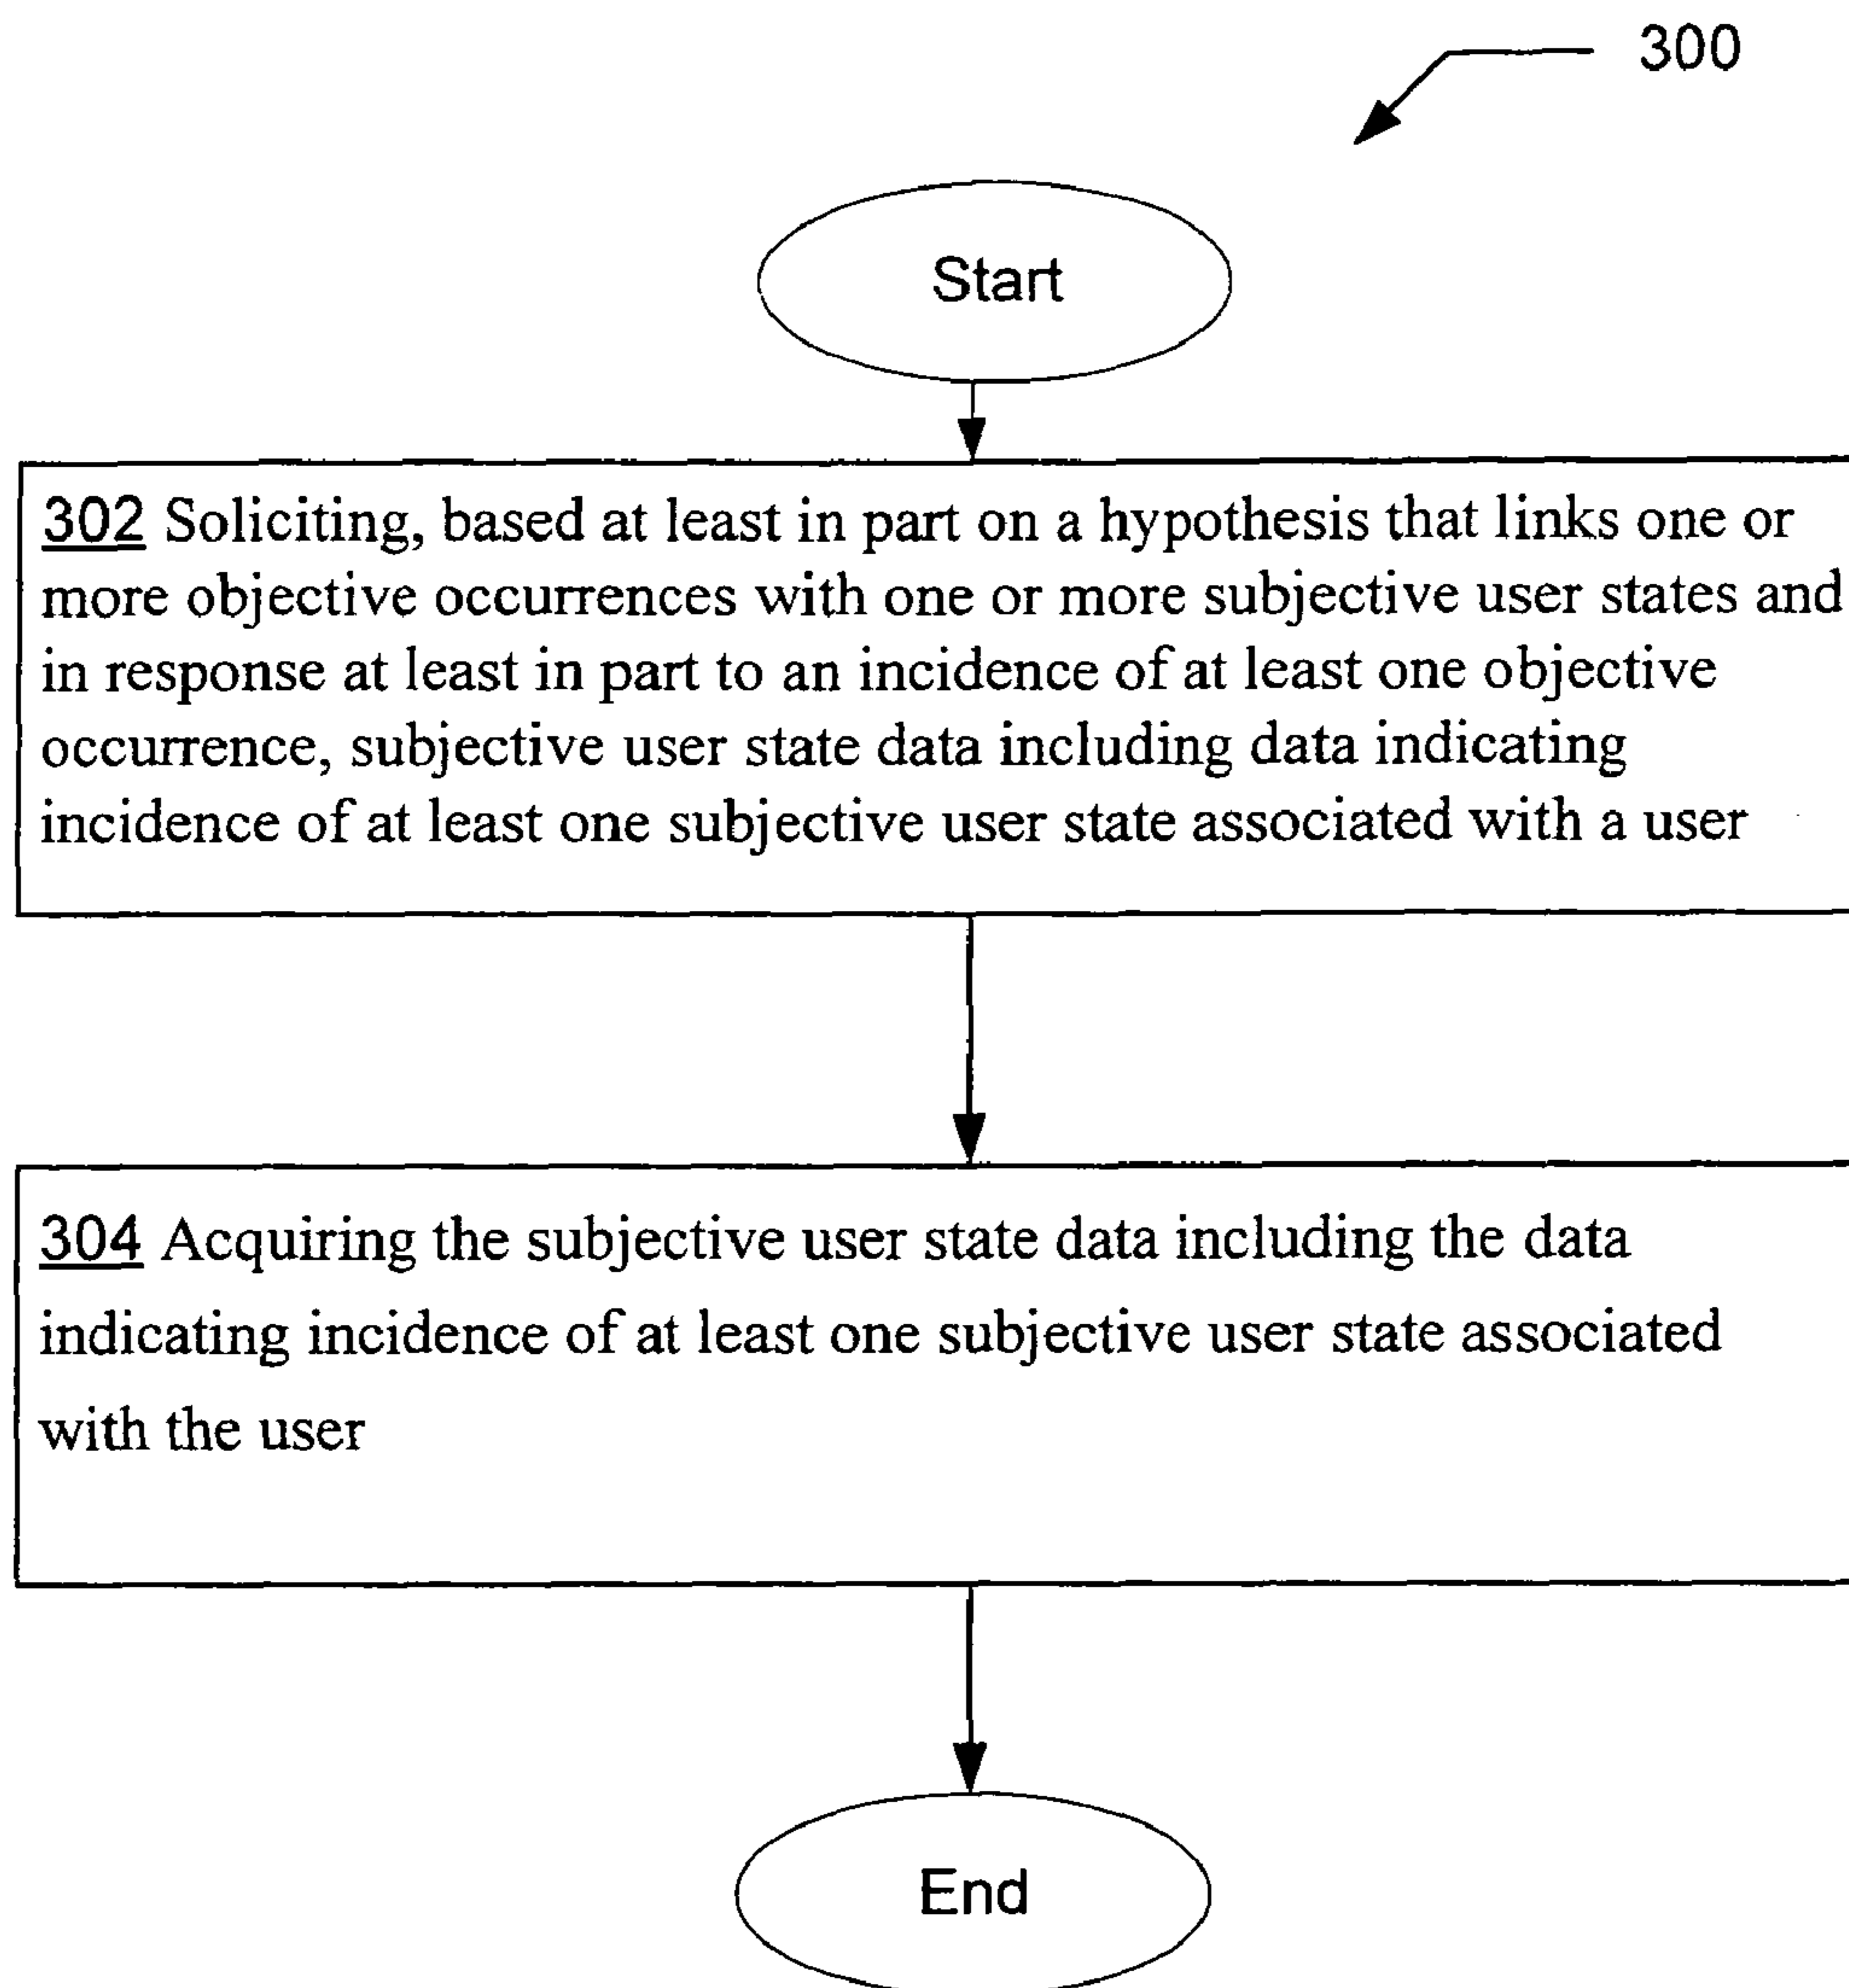 300
Start
302 Soliciting, based at least in part on a hypothesis that links one or
more objective occurrences with one or more subjective user states and
in response at least in part to an incidence of at least one objective
occurrence, subjective user state data including data indicating
incidence of at least one subjective user state associated with a user
304 Acquiring the subjective user state data including the data
indicating incidence of at least one subjective user state associated
with the user
End